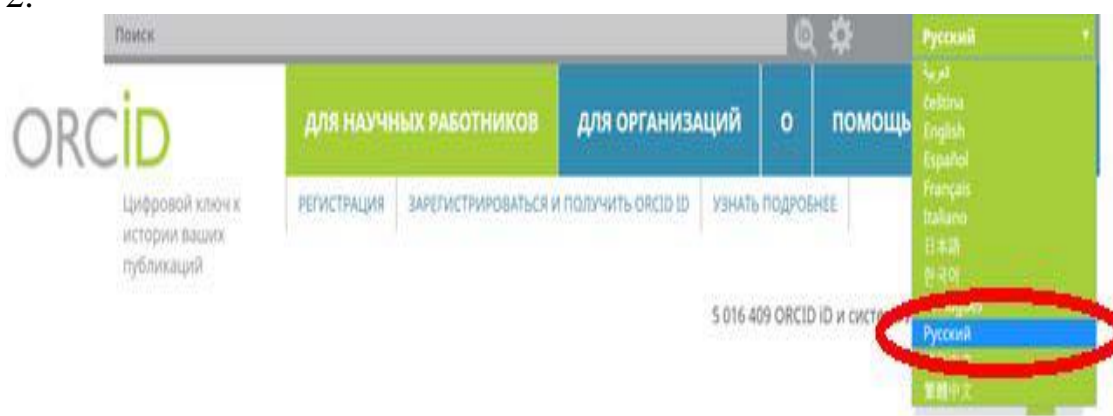 2.
Поиск
Русский
ORCID
ДЛЯ НАУЧНЫХ РАБОТНИКОВ
ДЛЯ ОРГАНИЗАЦИЙ
О
ПОМОЩЬ
Цифровой ключ к
истории ваших
публикаций
РЕГИСТРАЦИЯ
ЗАРЕГИСТРИРОВАТЬСЯ И ПОЛУЧИТЬ ORCID ID
УЗНАТЬ ПОДРОБНЕЕ
5 016 409 ORCID iD и
العربية
čeština
English
Español
Français
Italiano
日本語
한국어
Русский
繁體中文